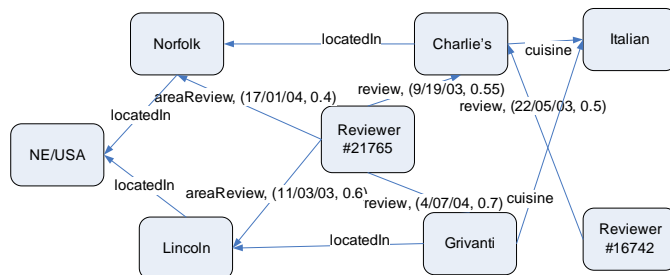 Norfolk
locatedIn
Charlie's
cuisine
Italian
areaReview, (17/01/04, 0.4)
review, (9/19/03, 0.55)
review, (22/05/03, 0.5)
locatedIn
Reviewer
#21765
NE/USA
locatedIn
areaReview, (11/03/03, 0.6)
review, (4/07/04, 0.7)
cuisine
Lincoln
locatedIn
Grivanti
Reviewer
#16742